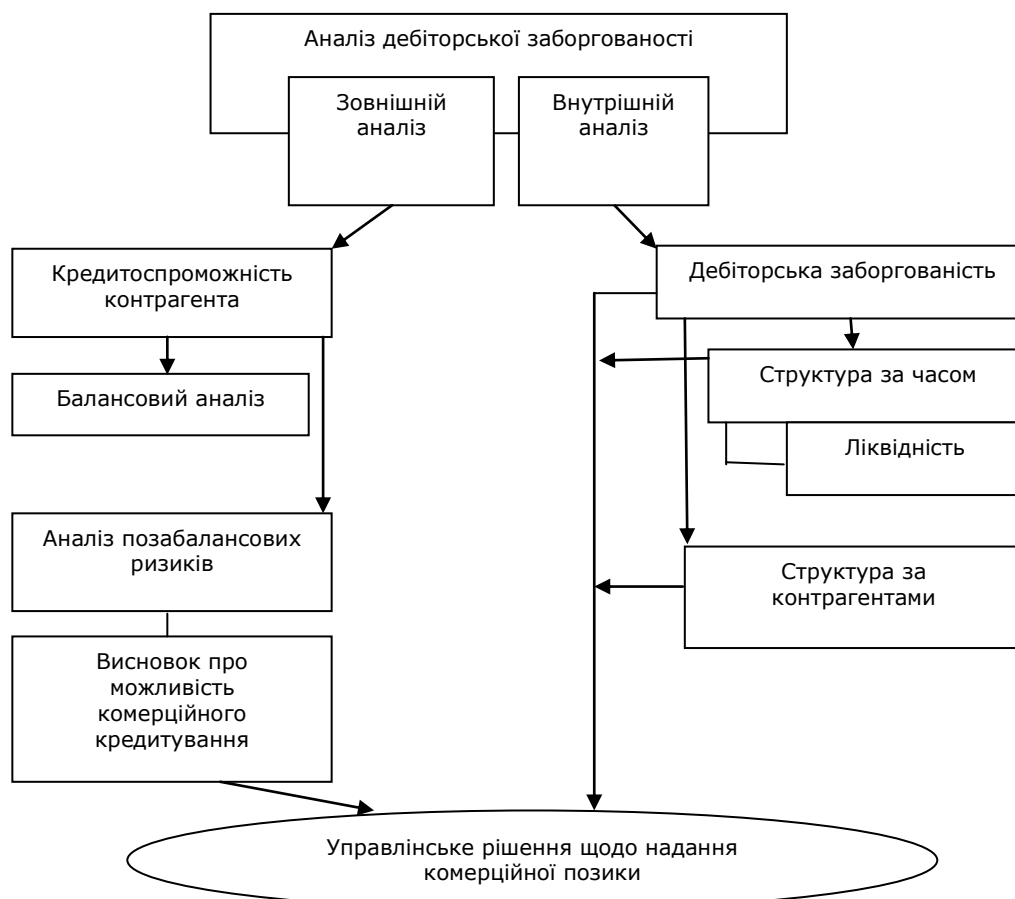 Аналіз дебіторської заборгованості
Зовнішній
аналіз
Внутрішній
аналіз
Кредитоспроможність
контрагента
Дебіторська заборгованість
Балансовий аналіз
Структура за часом
Ліквідність
Аналіз позабалансових
ризиків
Структура за
контрагентами
Висновок про
можливість
комерційного
кредитування
Управлінське рішення щодо надання
комерційної позики